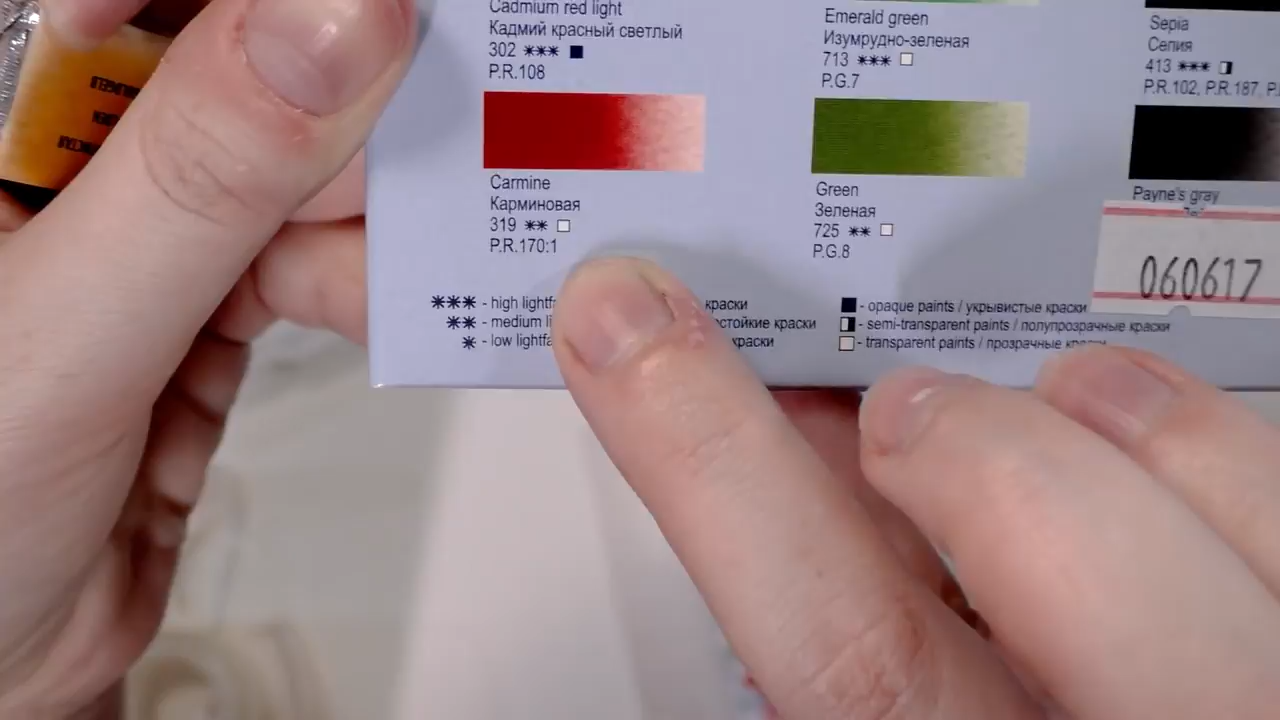 Cadmium red light
Кадмий красный светлый
302 *** ■
P.R.108
Carmine
Карминовая
319 ** □
P.R.170:1
Emerald green
Изумрудно-зеленая
713 *** □
P.G.7
Green
Зеленая
725 ** □
P.G.8
Sepia
Сепия
413 *** ◨
P.R.102, P.R.187, P.
Payne's gray
060617
*** - high lightfa краски
** - medium li стойкие краски
* - low lightfa краски
■ - opaque paints / укрывистые краски
◨ - semi-transparent paints / полупрозрачные краски
□ - transparent paints / прозрачные краски